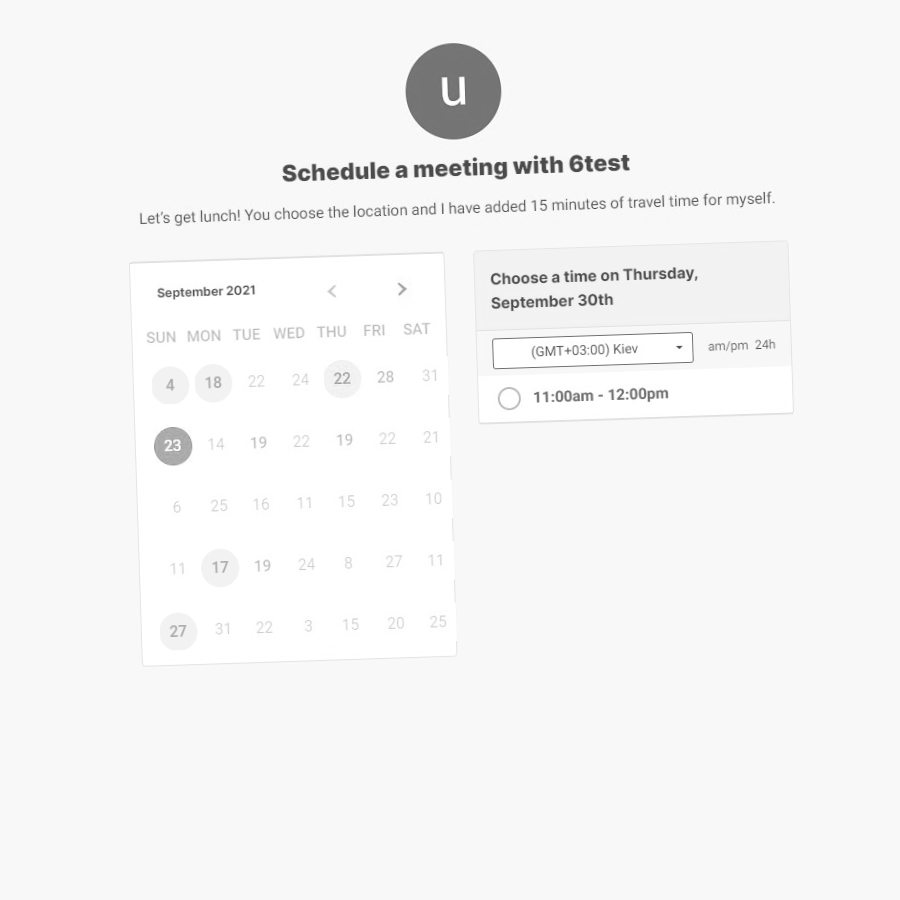 u
Schedule a meeting with 6test
Let's get lunch! You choose the location and I have added 15 minutes of travel time for myself.
September 2021
SUN MON TUE WED THU FRI SAT
4 18 22 24 22 28 31
23 14 19 22 19 22 21
6 25 16 11 15 23 10
11 17 19 24 8 27 11
27 31 22 3 15 20 25
Choose a time on Thursday,
September 30th
(GMT+03:00) Kiev am/pm 24h
11:00am - 12:00pm